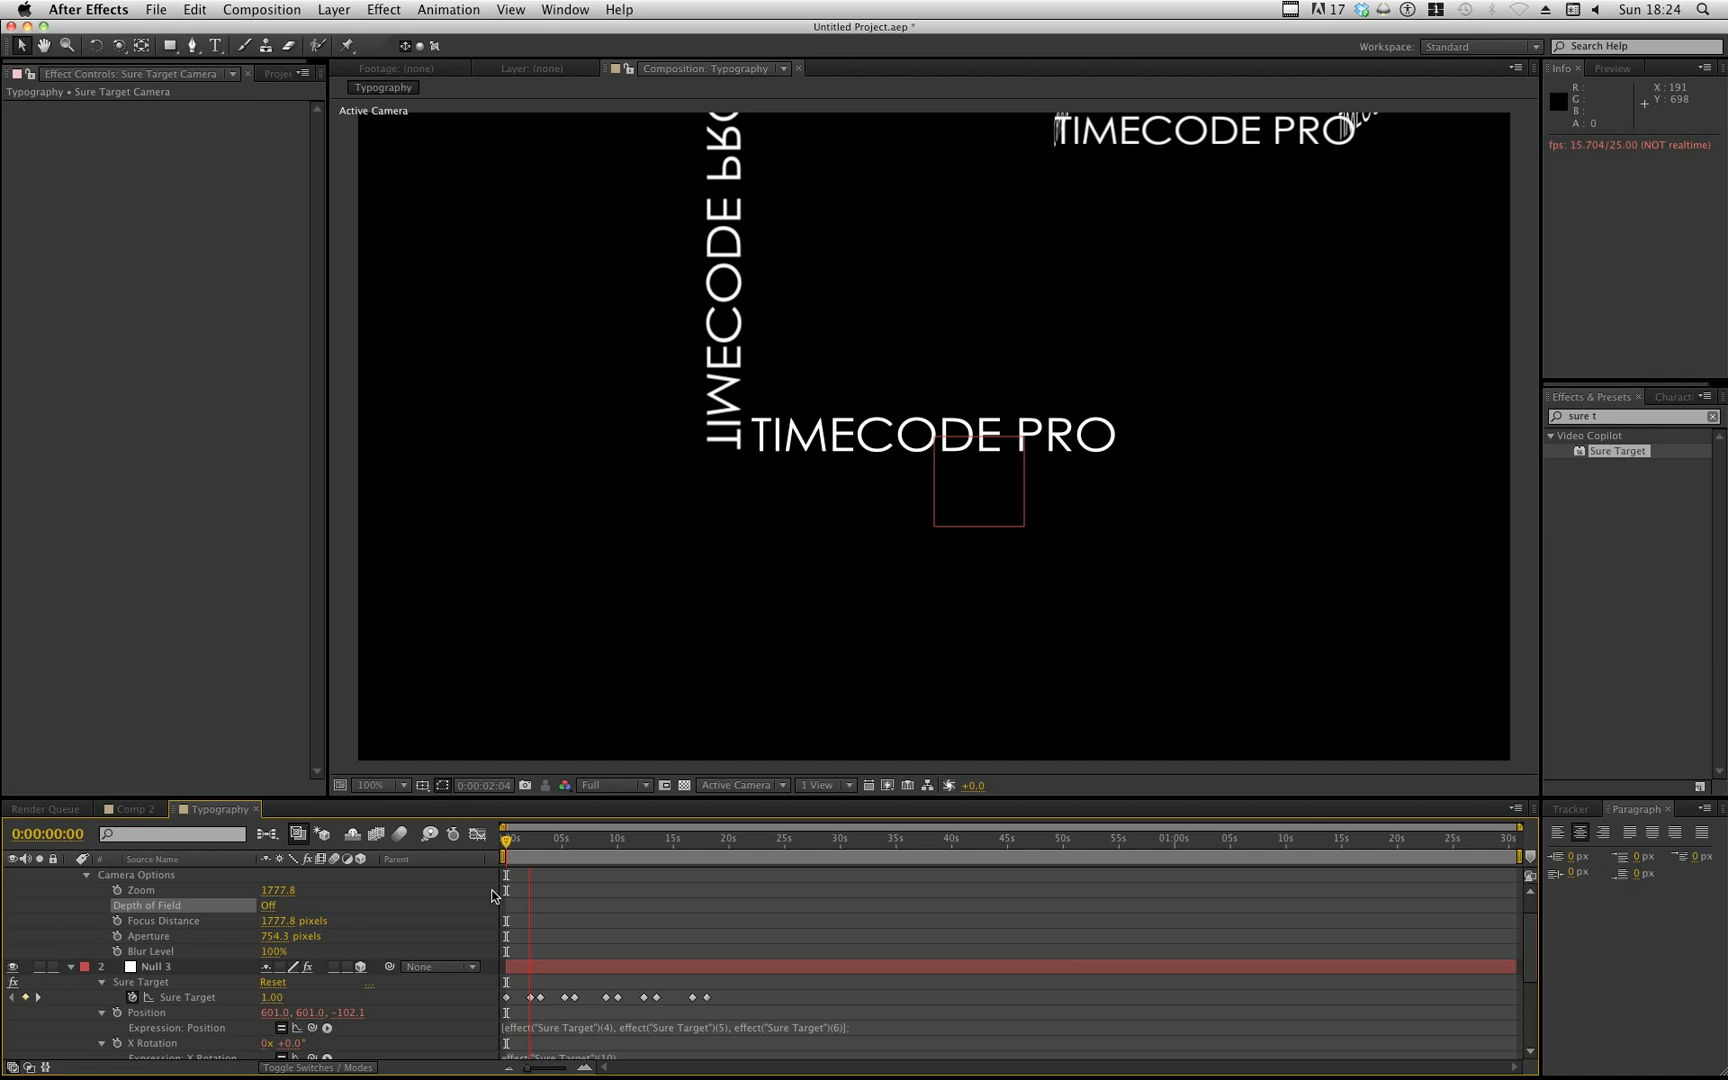 After Effects File Edit Composition Layer Effect Animation View Window Help
17 Sun 18:24
Untitled Project.aep *
Workspace: Standard Search Help
Effect Controls: Sure Target Camera
Typography • Sure Target Camera
Footage: (none) Layer: (none) Composition: Typography
Typography
Active Camera
TIMECODE PRO
TIMECODE PRO
TIMECODE PRO
Info Preview
R : X : 191
G : Y : 698
B :
A : 0
fps: 15.704/25.00 (NOT realtime)
Effects & Presets Charact
sure t
Video Copilot
Sure Target
100% 0:00:02:04 Full Active Camera 1 View +0.0
Render Queue Comp 2 Typography
Tracker Paragraph
0:00:00:00
05s 10s 15s 20s 25s 30s 35s 40s 45s 50s 55s 01:00s 05s 10s 15s 20s 25s 30s
# Source Name Parent
0 px 0 px 0 px
0 px 0 px
Camera Options
Zoom 1777.8
Depth of Field Off
Focus Distance 1777.8 pixels
Aperture 754.3 pixels
Blur Level 100%
2 Null 3 None
Sure Target Reset ...
Sure Target 1.00
Position 601.0, 601.0, -102.1
Expression: Position [effect("Sure Target")(4), effect("Sure Target")(5), effect("Sure Target")(6)];
X Rotation 0x +0.0°
Expression: X Rotation effect("Sure Target")(10)
Toggle Switches / Modes